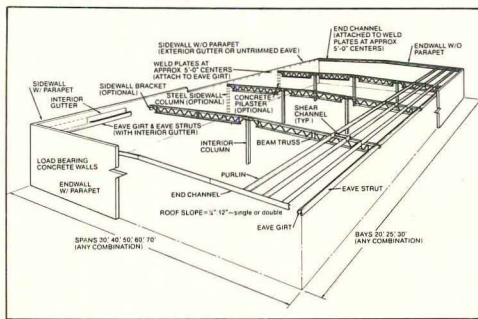 END CHANNEL
(ATTACHED TO WELD
PLATES AT APPROX.
5'-0" CENTERS)
SIDEWALL W/O PARAPET
(EXTERIOR GUTTER OR UNTRIMMED EAVE)
ENDWALL
W/O PARAPET
WELD PLATES AT
APPROX. 5'-0" CENTERS
(ATTACH TO EAVE GIRT)
SIDEWALL BRACKET
(OPTIONAL)
STEEL SIDEWALL
COLUMN (OPTIONAL)
CONCRETE
PILASTER
(OPTIONAL)
SIDEWALL
W/ PARAPET
INTERIOR
GUTTER
SHEAR
CHANNEL
(TYP.)
EAVE GIRT & EAVE STRUTS
(WITH INTERIOR GUTTER)
INTERIOR
COLUMN
BEAM TRUSS
LOAD BEARING
CONCRETE WALLS
ENDWALL
W/ PARAPET
PURLIN
END CHANNEL
EAVE STRUT
ROOF SLOPE= ¼":12"—single or double
EAVE GIRT
SPANS 30', 40', 50', 60', 70'
(ANY COMBINATION)
BAYS 20', 25', 30'
(ANY COMBINATION)